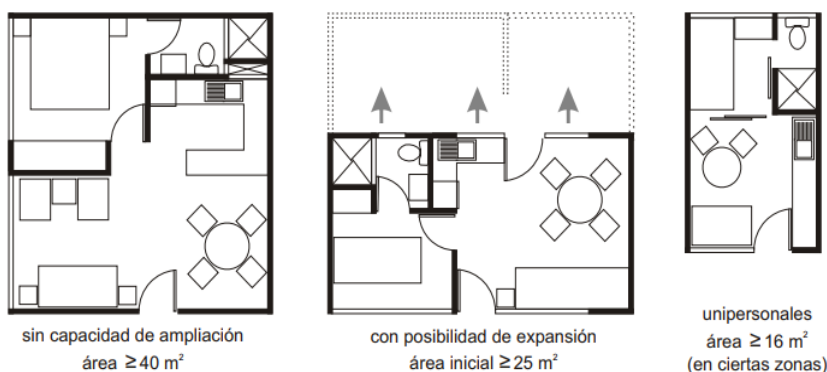 sin capacidad de ampliación
área ≥ 40 m²
con posibilidad de expansión
área inicial ≥ 25 m²
unipersonales
área ≥ 16 m²
(en ciertas zonas)